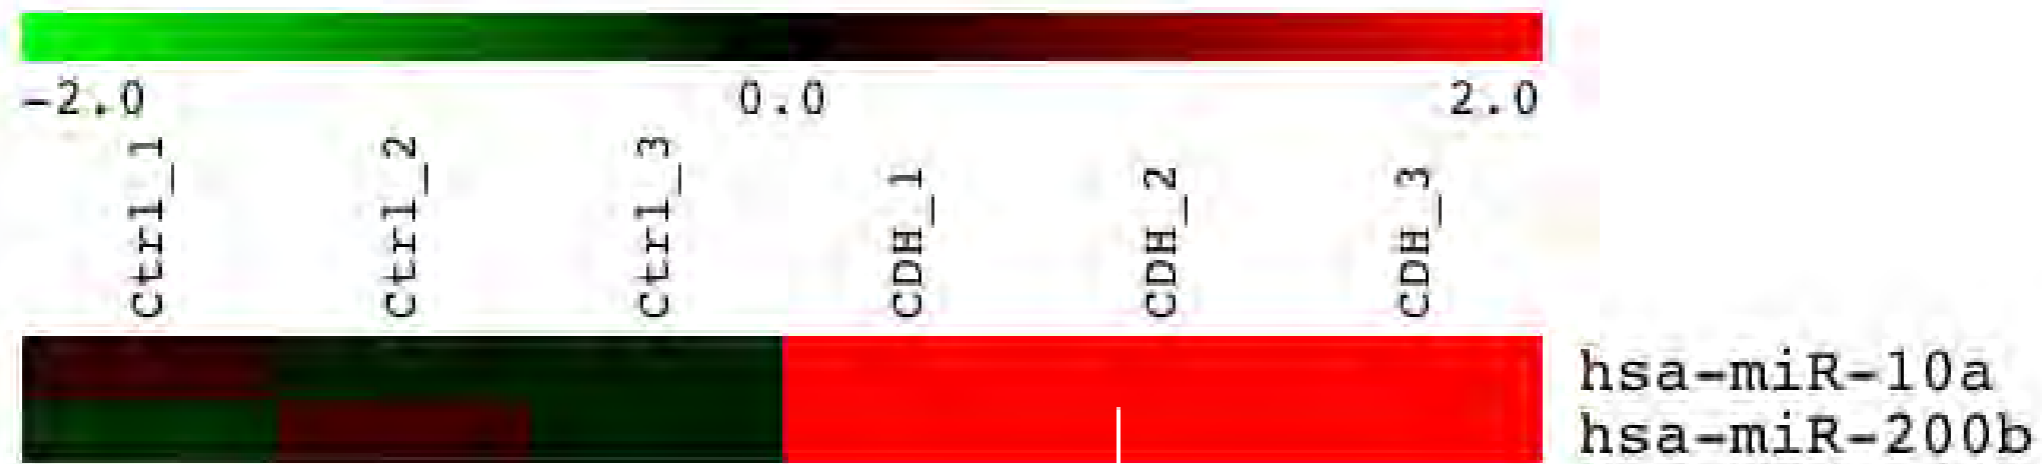 -2.0 0.0 2.0
Ctrl_1 Ctrl_2 Ctrl_3 CDH_1 CDH_2 CDH_3
hsa-miR-10a
hsa-miR-200b